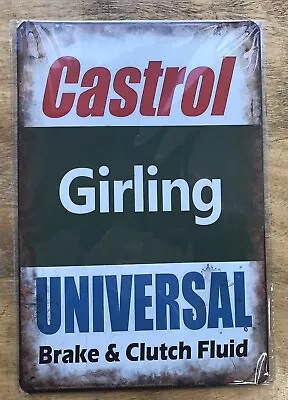 Castrol
Girling
UNIVERSAL
Brake & Clutch Fluid